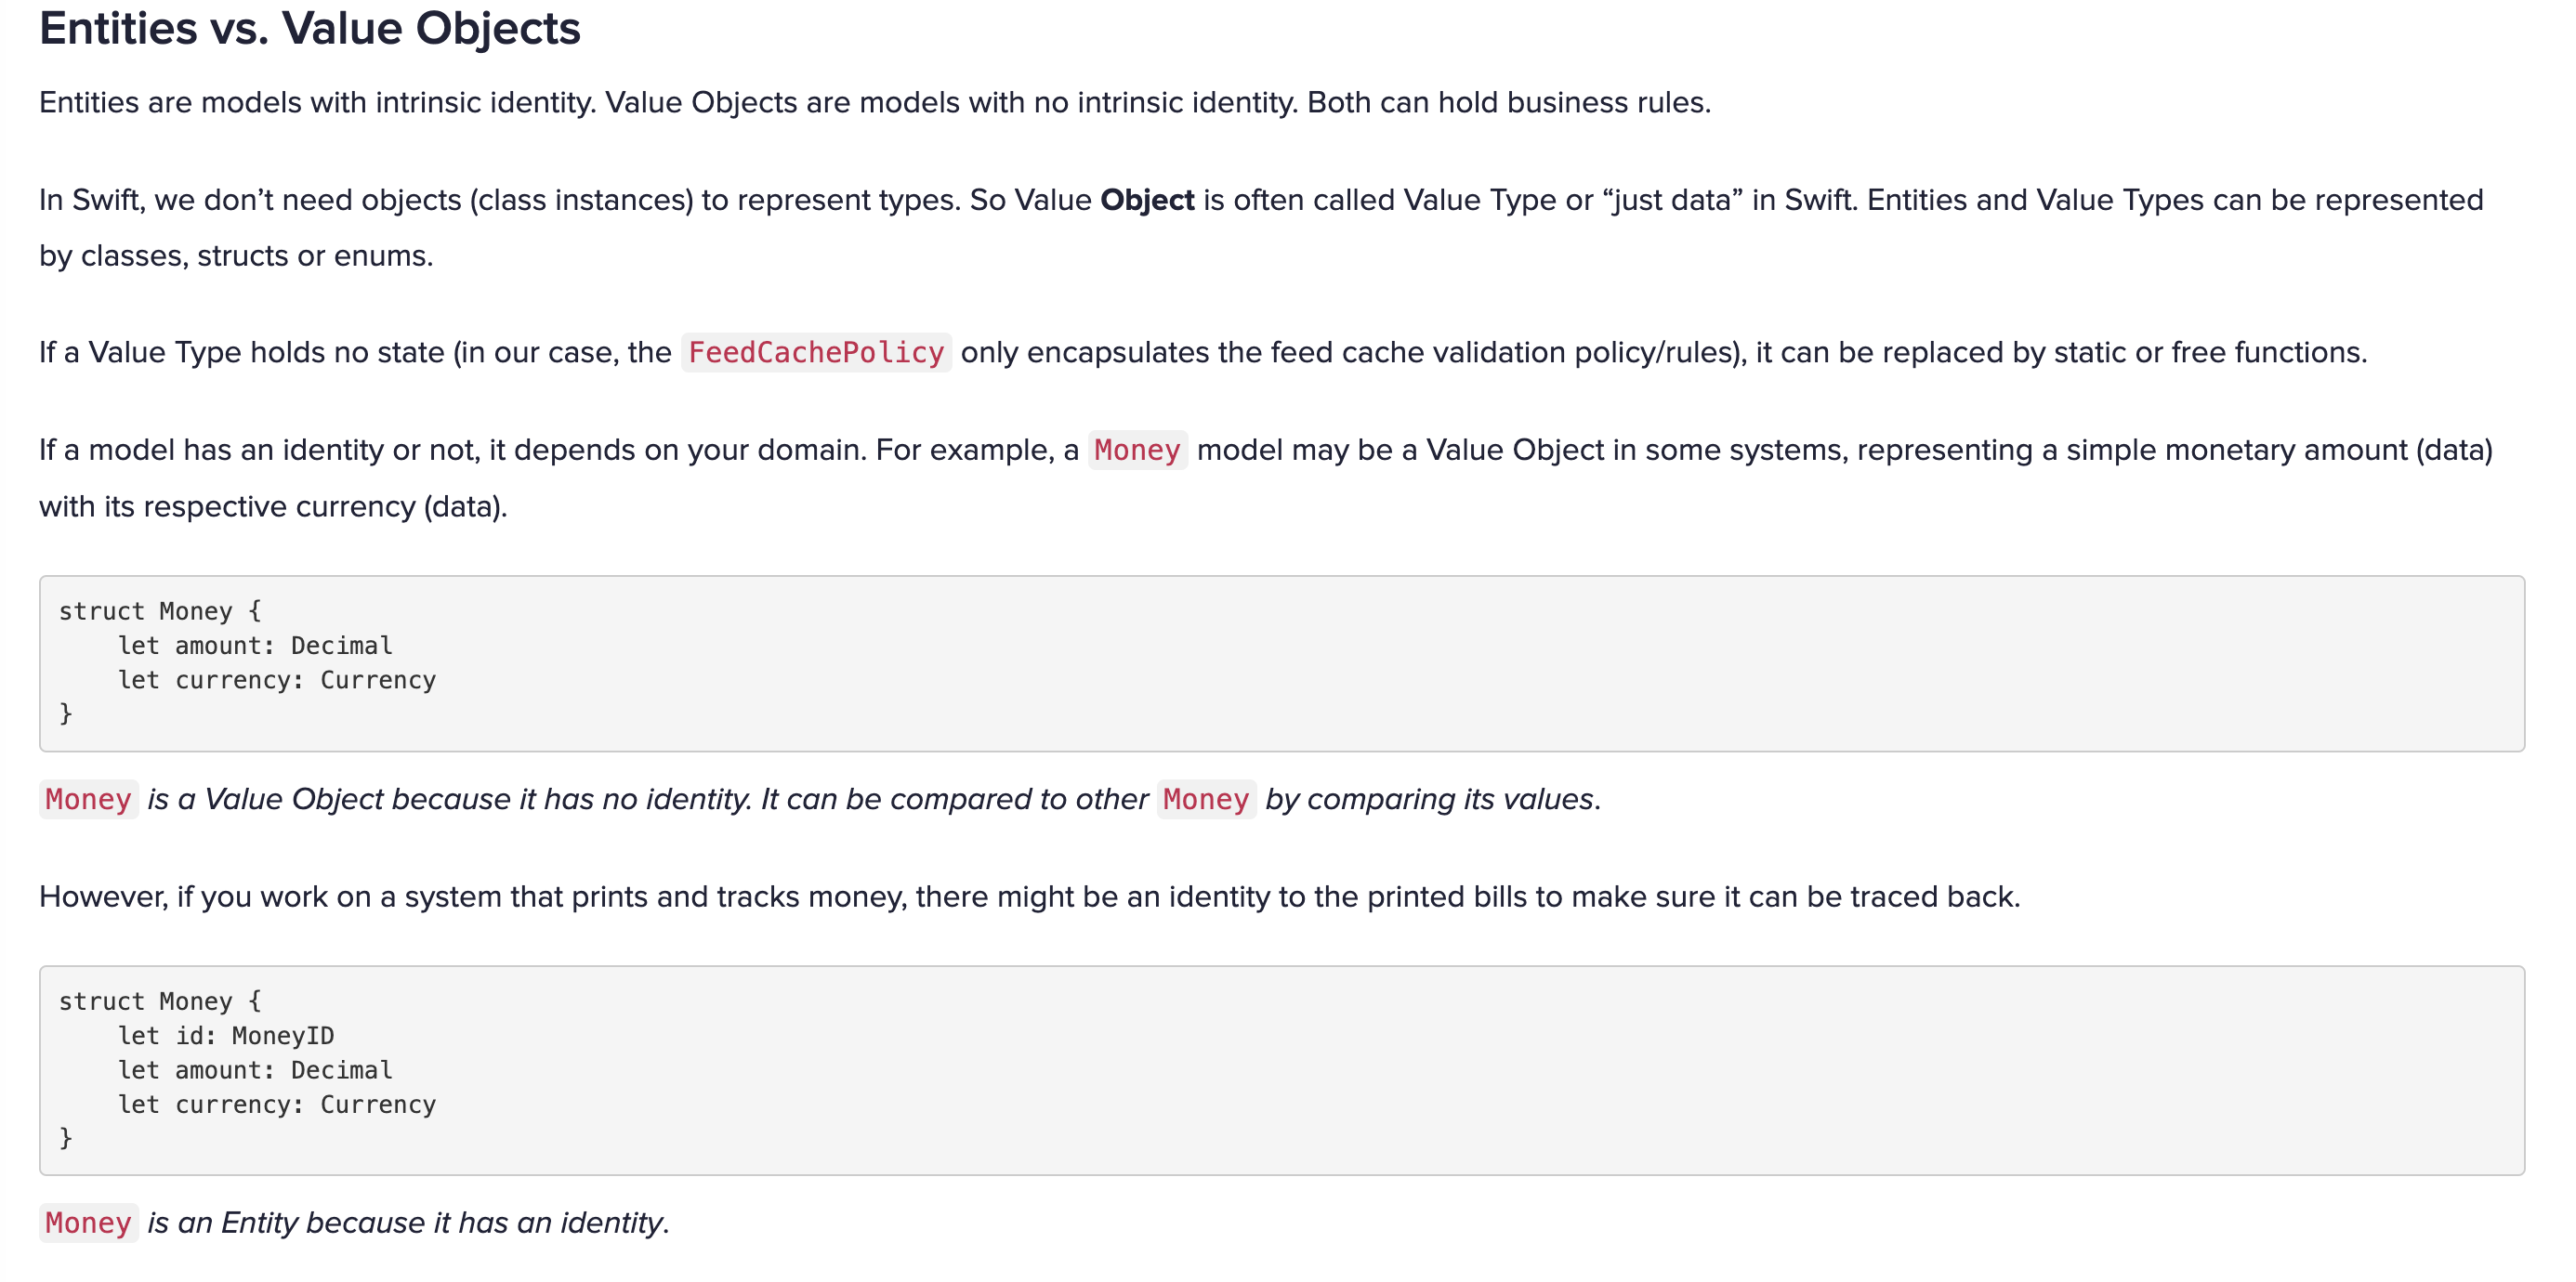 Entities vs. Value Objects
Entities are models with intrinsic identity. Value Objects are models with no intrinsic identity. Both can hold business rules.
In Swift, we don’t need objects (class instances) to represent types. So Value Object is often called Value Type or “just data” in Swift. Entities and Value Types can be represented
by classes, structs or enums.
If a Value Type holds no state (in our case, the FeedCachePolicy only encapsulates the feed cache validation policy/rules), it can be replaced by static or free functions.
If a model has an identity or not, it depends on your domain. For example, a Money model may be a Value Object in some systems, representing a simple monetary amount (data)
with its respective currency (data).
struct Money {
    let amount: Decimal
    let currency: Currency
}
Money is a Value Object because it has no identity. It can be compared to other Money by comparing its values.
However, if you work on a system that prints and tracks money, there might be an identity to the printed bills to make sure it can be traced back.
struct Money {
    let id: MoneyID
    let amount: Decimal
    let currency: Currency
}
Money is an Entity because it has an identity.